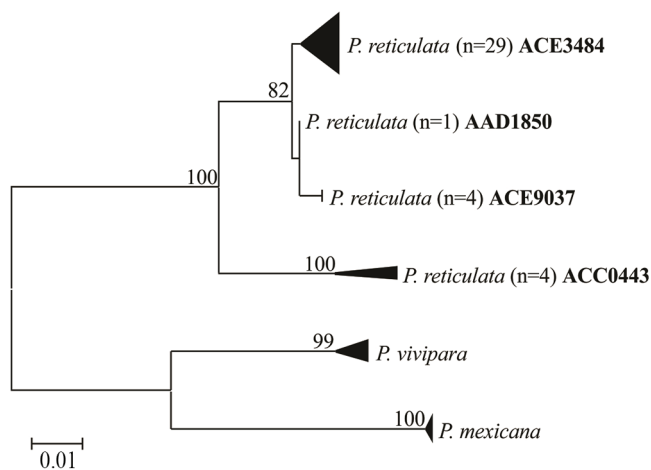 P. reticulata (n=29) ACE3484
82
P. reticulata (n=1) AAD1850
100
P. reticulata (n=4) ACE9037
100
P. reticulata (n=4) ACC0443
99
P. vivipara
100
P. mexicana
0.01